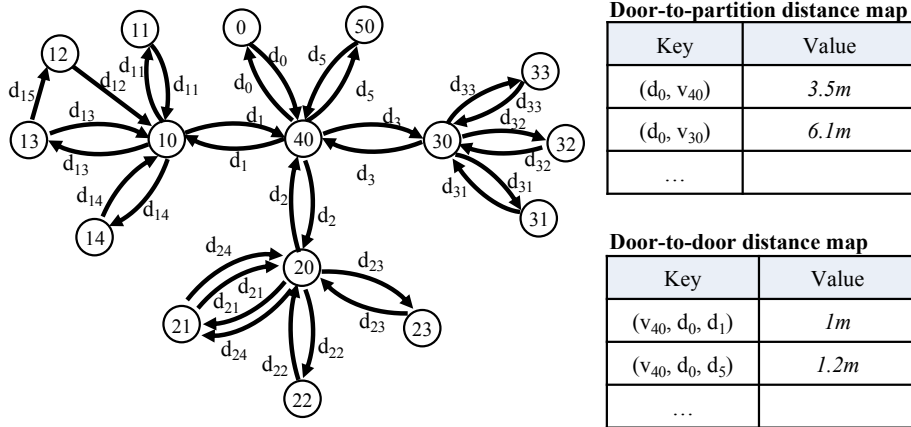 11
0
50
12
d11
d0
d5
33
d12
d11
d0
d5
d33
d15
d33
d13
d1
d3
d32
13
10
40
30
32
d13
d1
d3
d32
d14
d2
d31
d31
14
d14
d2
31
d24
20
d23
d21
d21
21
d23
23
d24
d22
d22
22
Door-to-partition distance map
Key Value
(d0, v40) 3.5m
(d0, v30) 6.1m
…
Door-to-door distance map
Key Value
(v40, d0, d1) 1m
(v40, d0, d5) 1.2m
…